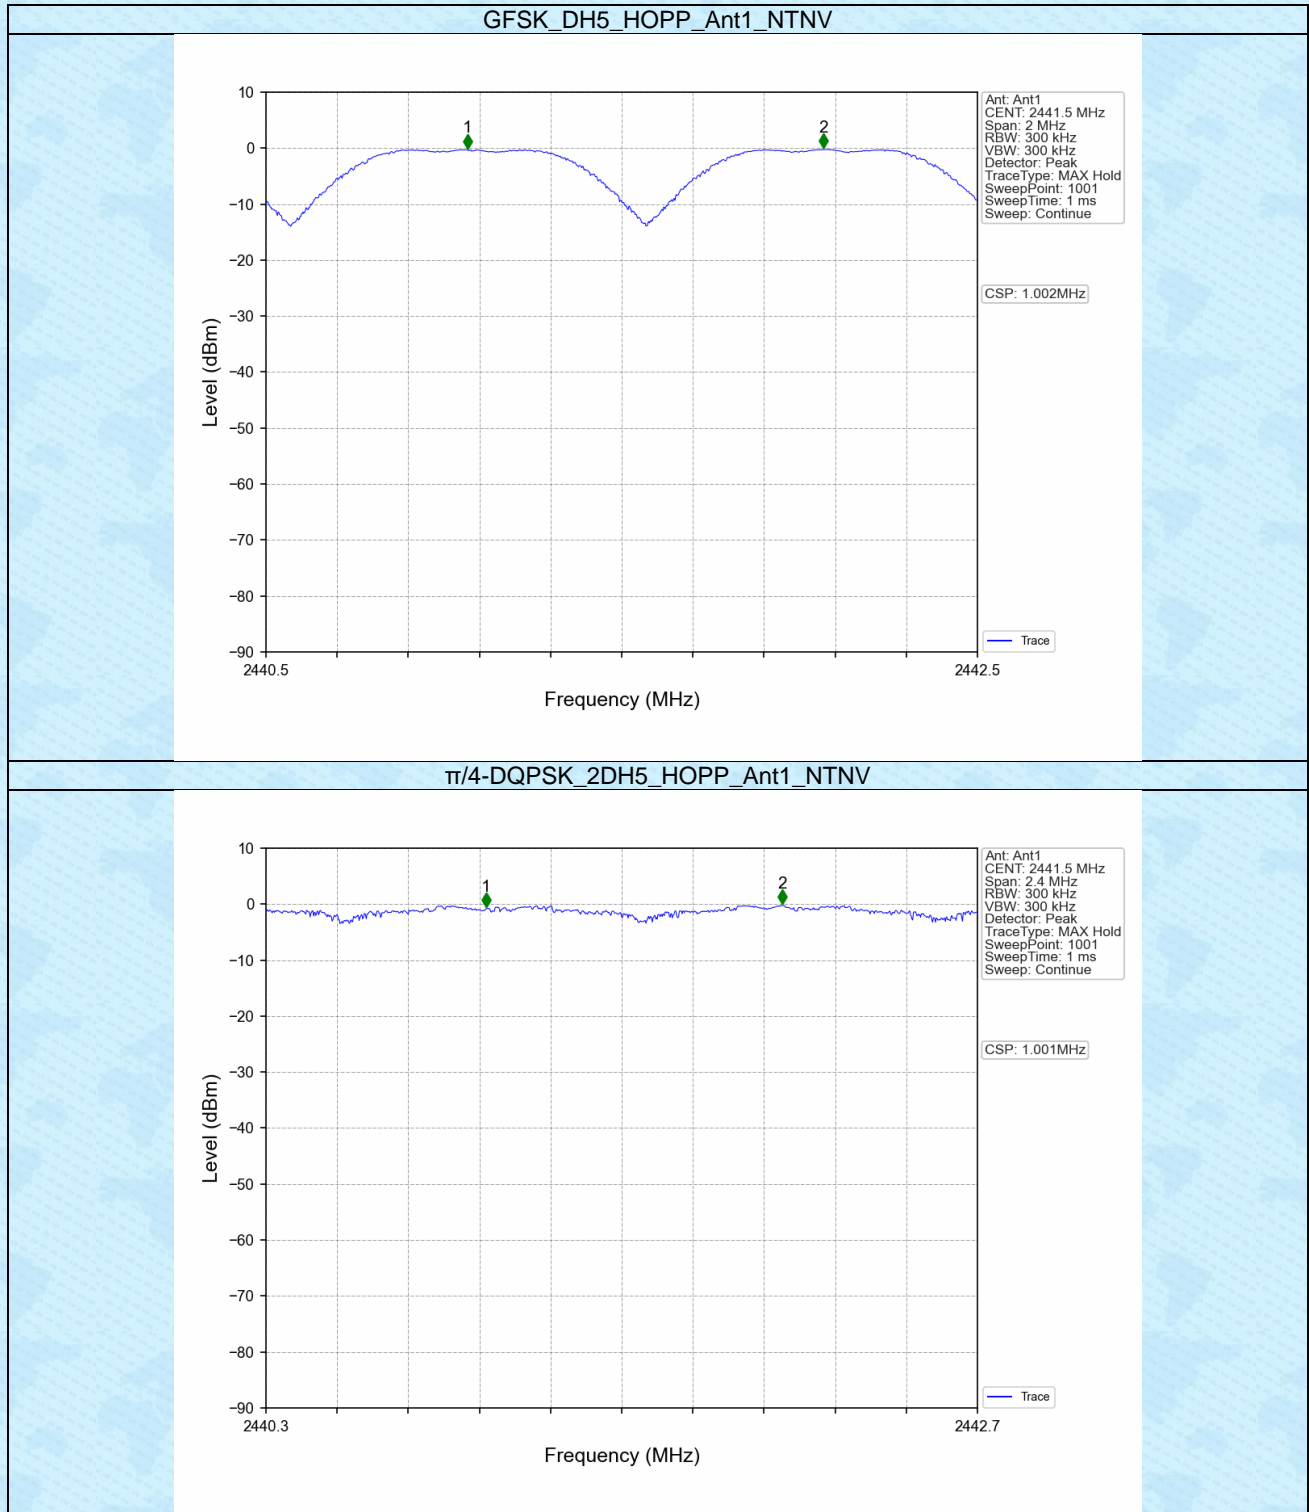 GFSK_DH5_HOPP_Ant1_NTNV
10
0
−10
−20
−30
−40
−50
−60
−70
−80
−90
Level (dBm)
1
2
2440.5
2442.5
Frequency (MHz)
Ant: Ant1
CENT: 2441.5 MHz
Span: 2 MHz
RBW: 300 kHz
VBW: 300 kHz
Detector: Peak
TraceType: MAX Hold
SweepPoint: 1001
SweepTime: 1 ms
Sweep: Continue
CSP: 1.002MHz
Trace
π/4-DQPSK_2DH5_HOPP_Ant1_NTNV
10
0
−10
−20
−30
−40
−50
−60
−70
−80
−90
Level (dBm)
1
2
2440.3
2442.7
Frequency (MHz)
Ant: Ant1
CENT: 2441.5 MHz
Span: 2.4 MHz
RBW: 300 kHz
VBW: 300 kHz
Detector: Peak
TraceType: MAX Hold
SweepPoint: 1001
SweepTime: 1 ms
Sweep: Continue
CSP: 1.001MHz
Trace